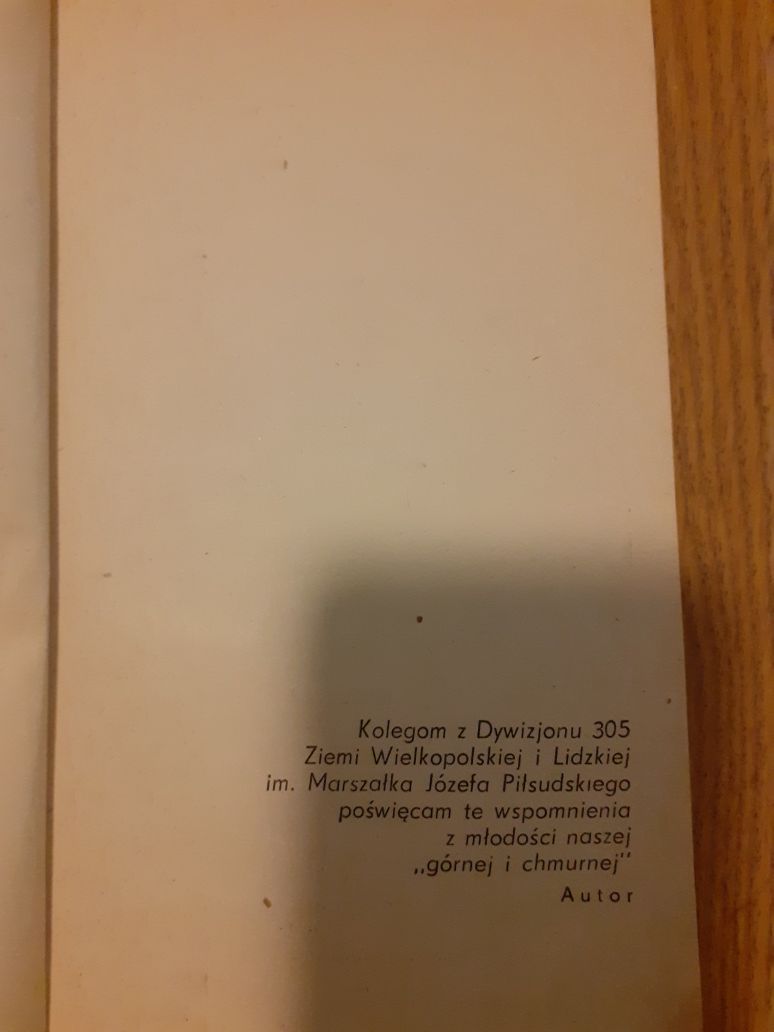 Kolegom z Dywizjonu 305
Ziemi Wielkopolskiej i Lidzkiej
im. Marszałka Józefa Piłsudskiego
poświęcam te wspomnienia
z młodości naszej
„górnej i chmurnej"
Autor